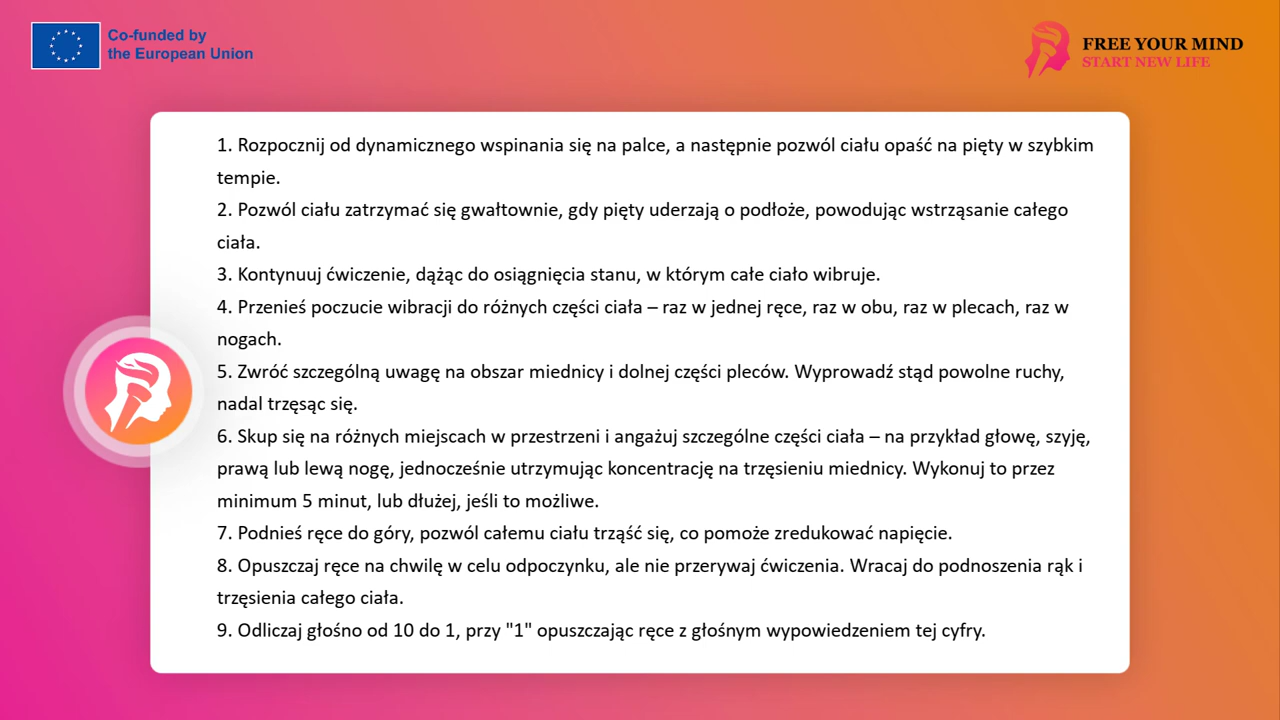 Co-funded by
the European Union
FREE YOUR MIND
START NEW LIFE
1. Rozpocznij od dynamicznego wspinania się na palce, a następnie pozwól ciału opaść na pięty w szybkim
tempie.
2. Pozwól ciału zatrzymać się gwałtownie, gdy pięty uderzają o podłoże, powodując wstrząsanie całego
ciała.
3. Kontynuuj ćwiczenie, dążąc do osiągnięcia stanu, w którym całe ciało wibruje.
4. Przenieś poczucie wibracji do różnych części ciała – raz w jednej ręce, raz w obu, raz w plecach, raz w
nogach.
5. Zwróć szczególną uwagę na obszar miednicy i dolnej części pleców. Wyprowadź stąd powolne ruchy,
nadal trzęsąc się.
6. Skup się na różnych miejscach w przestrzeni i angażuj szczególne części ciała – na przykład głowę, szyję,
prawą lub lewą nogę, jednocześnie utrzymując koncentrację na trzęsieniu miednicy. Wykonuj to przez
minimum 5 minut, lub dłużej, jeśli to możliwe.
7. Podnieś ręce do góry, pozwól całemu ciału trząść się, co pomoże zredukować napięcie.
8. Opuszczaj ręce na chwilę w celu odpoczynku, ale nie przerywaj ćwiczenia. Wracaj do podnoszenia rąk i
trzęsienia całego ciała.
9. Odliczaj głośno od 10 do 1, przy "1" opuszczając ręce z głośnym wypowiedzeniem tej cyfry.